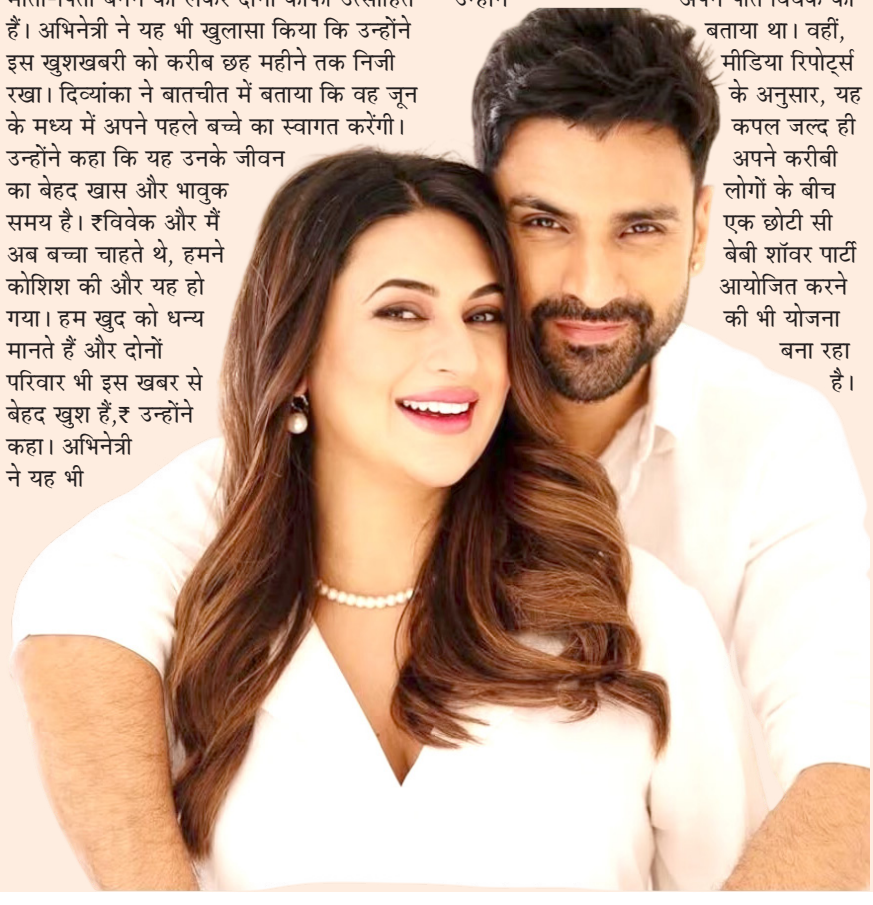 हैं। अभिनेत्री ने यह भी खुलासा किया कि उन्होंने
इस खुशखबरी को करीब छह महीने तक निजी
रखा। दिव्यांका ने बातचीत में बताया कि वह जून
के मध्य में अपने पहले बच्चे का स्वागत करेंगी।
उन्होंने कहा कि यह उनके जीवन
का बेहद खास और भावुक
समय है। ₹विवेक और मैं
अब बच्चा चाहते थे, हमने
कोशिश की और यह हो
गया। हम खुद को धन्य
मानते हैं और दोनों
परिवार भी इस खबर से
बेहद खुश हैं,₹ उन्होंने
कहा। अभिनेत्री
ने यह भी
बताया था। वहीं,
मीडिया रिपोर्ट्स
के अनुसार, यह
कपल जल्द ही
अपने करीबी
लोगों के बीच
एक छोटी सी
बेबी शॉवर पार्टी
आयोजित करने
की भी योजना
बना रहा
है।